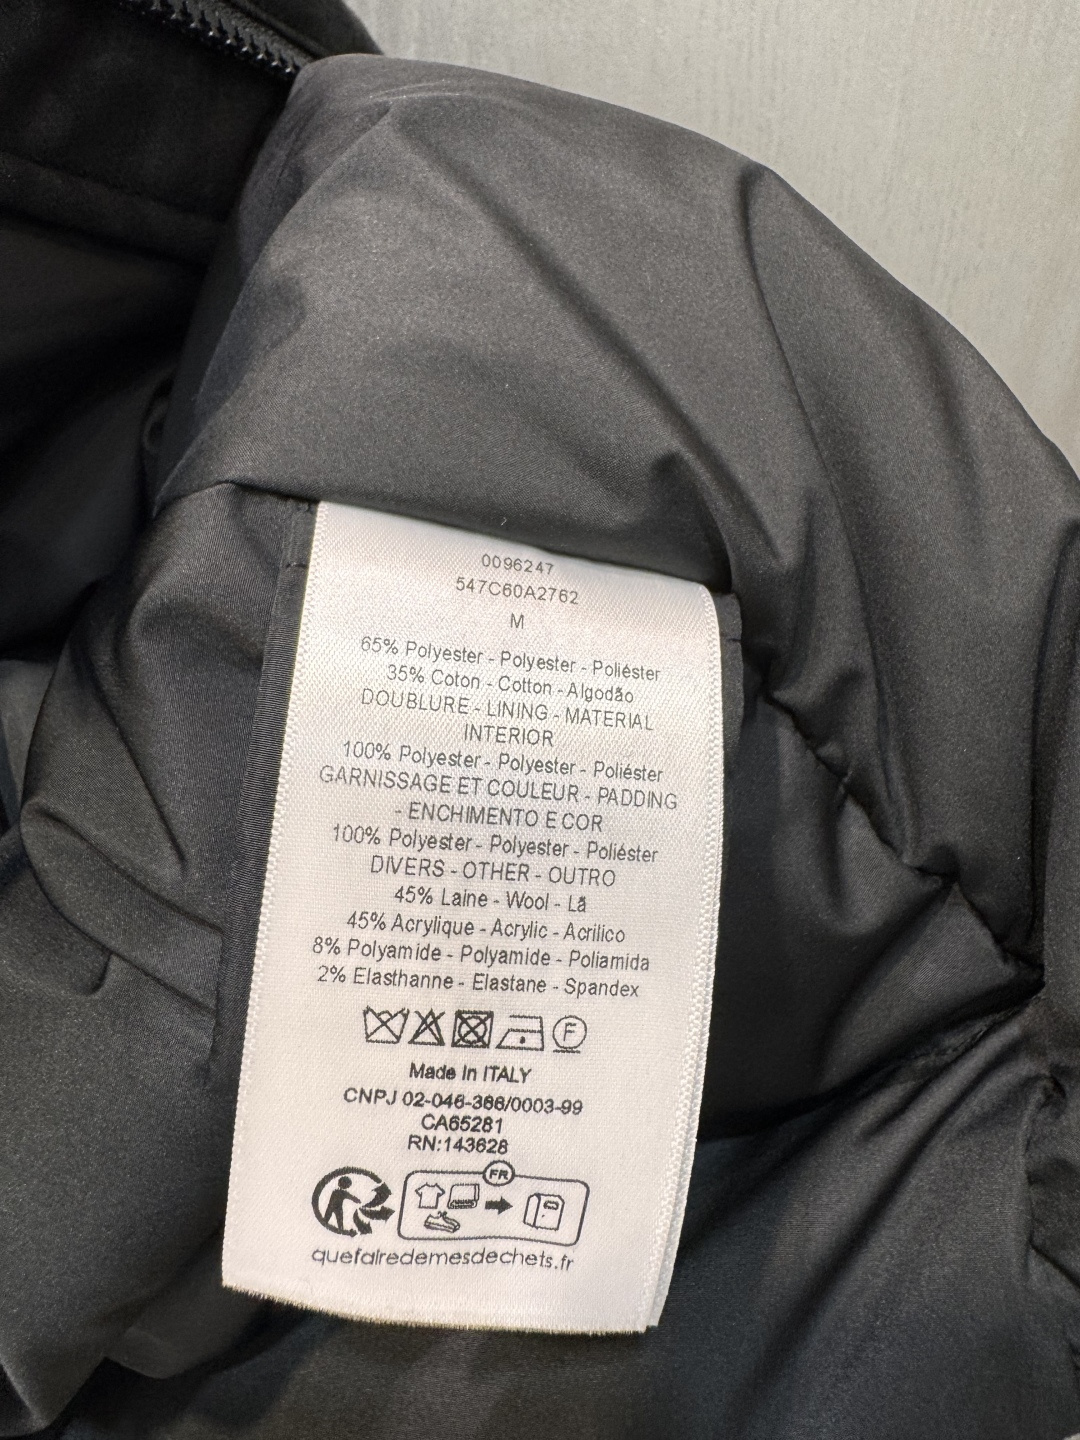 0096247
547C60A2762
M
65% Polyester - Polyester - Poliéster
35% Coton - Cotton - Algodão
DOUBLURE - LINING - MATERIAL
INTERIOR
100% Polyester - Polyester - Poliéster
GARNISSAGE ET COULEUR - PADDING
- ENCHIMENTO E COR
100% Polyester - Polyester - Poliéster
DIVERS - OTHER - OUTRO
45% Laine - Wool - Lã
45% Acrylique - Acrylic - Acrilico
8% Polyamide - Polyamide - Poliamida
2% Elasthanne - Elastane - Spandex
F
Made In ITALY
CNPJ 02-046-366/0003-99
CA65281
RN:143628
FR
quefairedemesdechets.fr